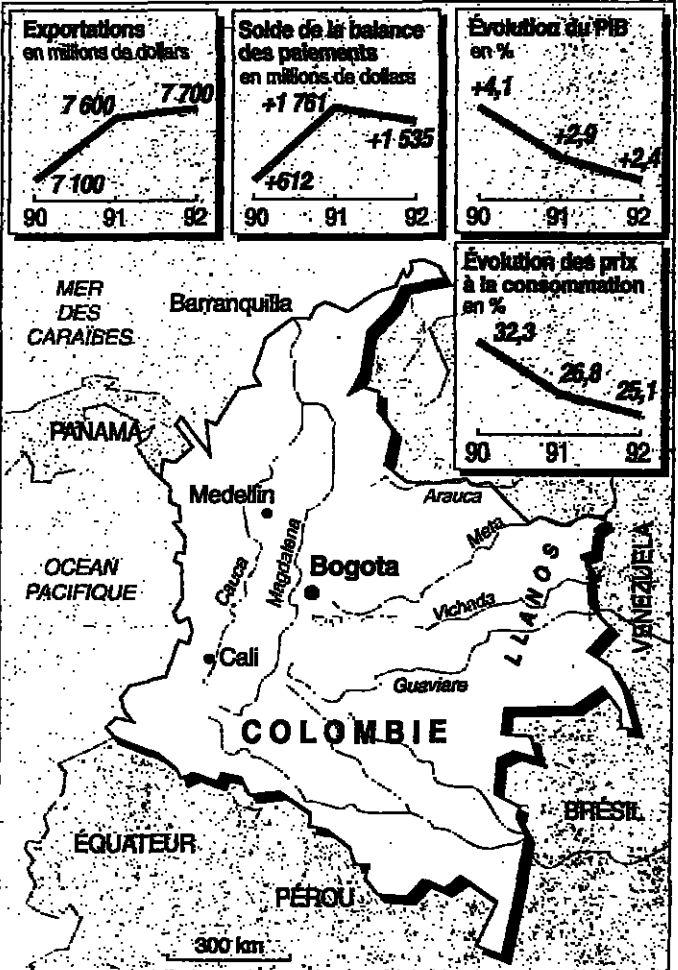 Exportations
en millions de dollars
7 600
7 700
7 100
90 91 92
Solde de la balance
des paiements
en millions de dollars
+1 761
+1 535
+612
90 91 92
Évolution du PIB
en %
+4,1
+2,9
+2,4
90 91 92
Évolution des prix
à la consommation
en %
32,3
26,8
25,1
90 91 92
MER
DES
CARAÏBES
Barranquilla
PANAMÁ
Medellin
Arauca
Meta
OCÉAN
PACIFIQUE
Cauca
Magdalena
Bogota
Vichada
LLANOS
VENEZUELA
Cali
Guaviare
COLOMBIE
BRÉSIL
ÉQUATEUR
PÉROU
300 km